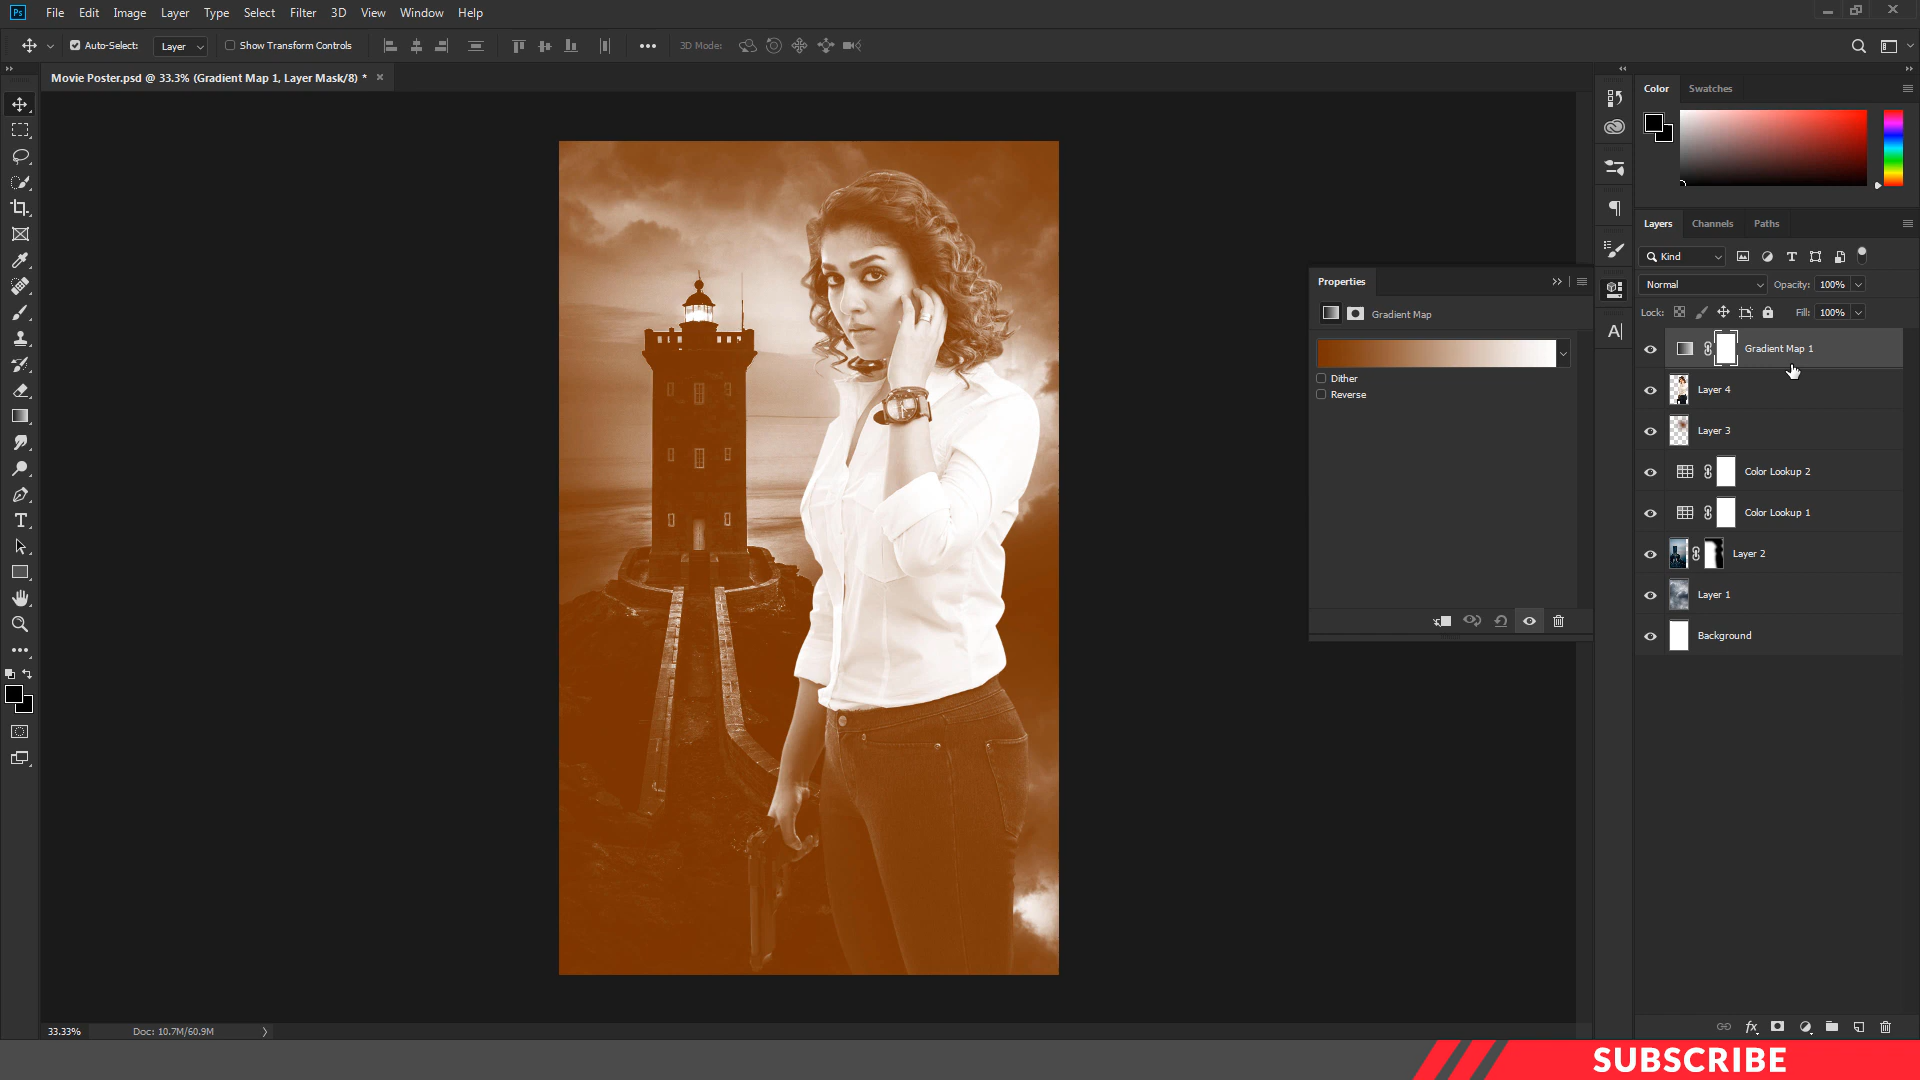 Ps File Edit Image Layer Type Select Filter 3D View Window Help
Auto-Select: Layer Show Transform Controls 3D Mode:
Movie Poster.psd @ 33.3% (Gradient Map 1, Layer Mask/8) *
Color Swatches
Layers Channels Paths
Kind
Normal Opacity: 100%
Lock: Fill: 100%
Properties
Gradient Map
Dither
Reverse
Gradient Map 1
Layer 4
Layer 3
Color Lookup 2
Color Lookup 1
Layer 2
Layer 1
Background
33.33% Doc: 10.7M/60.9M
SUBSCRIBE